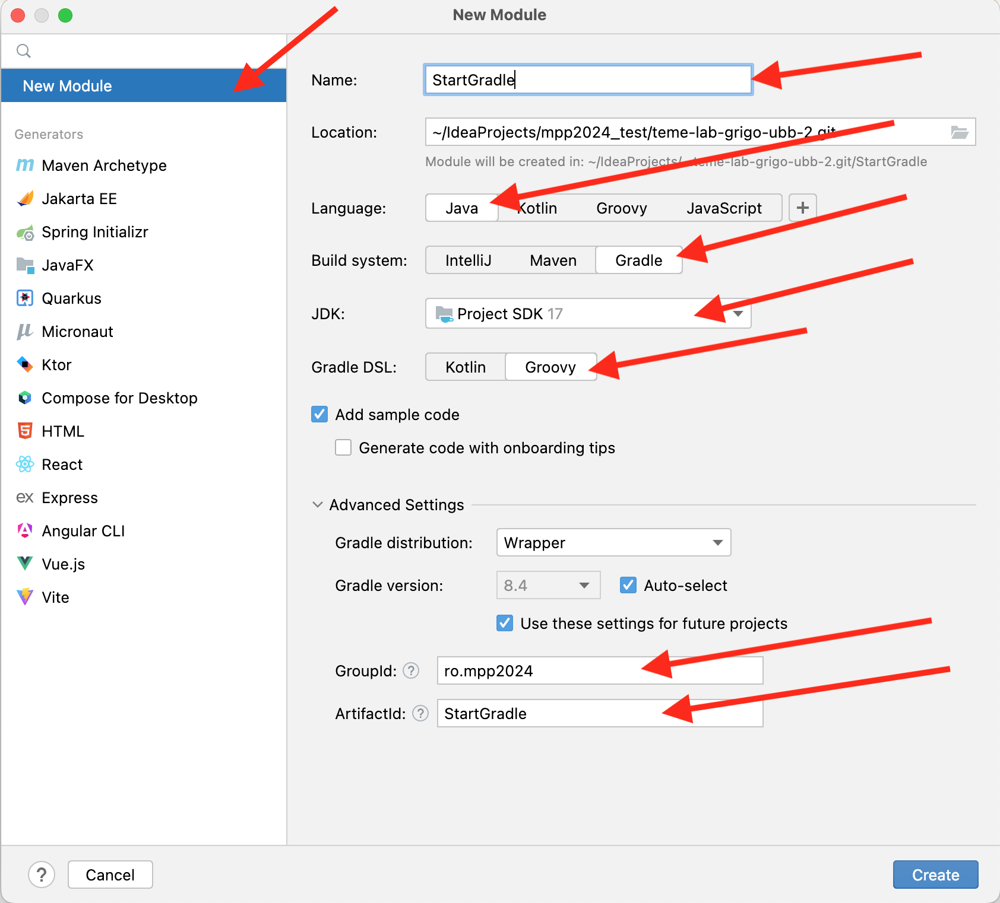 New Module
New Module
Generators
Maven Archetype
Jakarta EE
Spring Initializr
JavaFX
Quarkus
Micronaut
Ktor
Compose for Desktop
HTML
React
ex Express
Angular CLI
Vue.js
Vite
Name: StartGradle
Location: ~/IdeaProjects/mpp2024_test/teme-lab-grigo-ubb-2.git
Module will be created in: ~/IdeaProjects/ teme-lab-grigo-ubb-2.git/StartGradle
Language: Java Kotlin Groovy JavaScript +
Build system: IntelliJ Maven Gradle
JDK: Project SDK 17
Gradle DSL: Kotlin Groovy
Add sample code
Generate code with onboarding tips
Advanced Settings
Gradle distribution: Wrapper
Gradle version: 8.4 Auto-select
Use these settings for future projects
GroupId: ? ro.mpp2024
ArtifactId: ? StartGradle
? Cancel Create